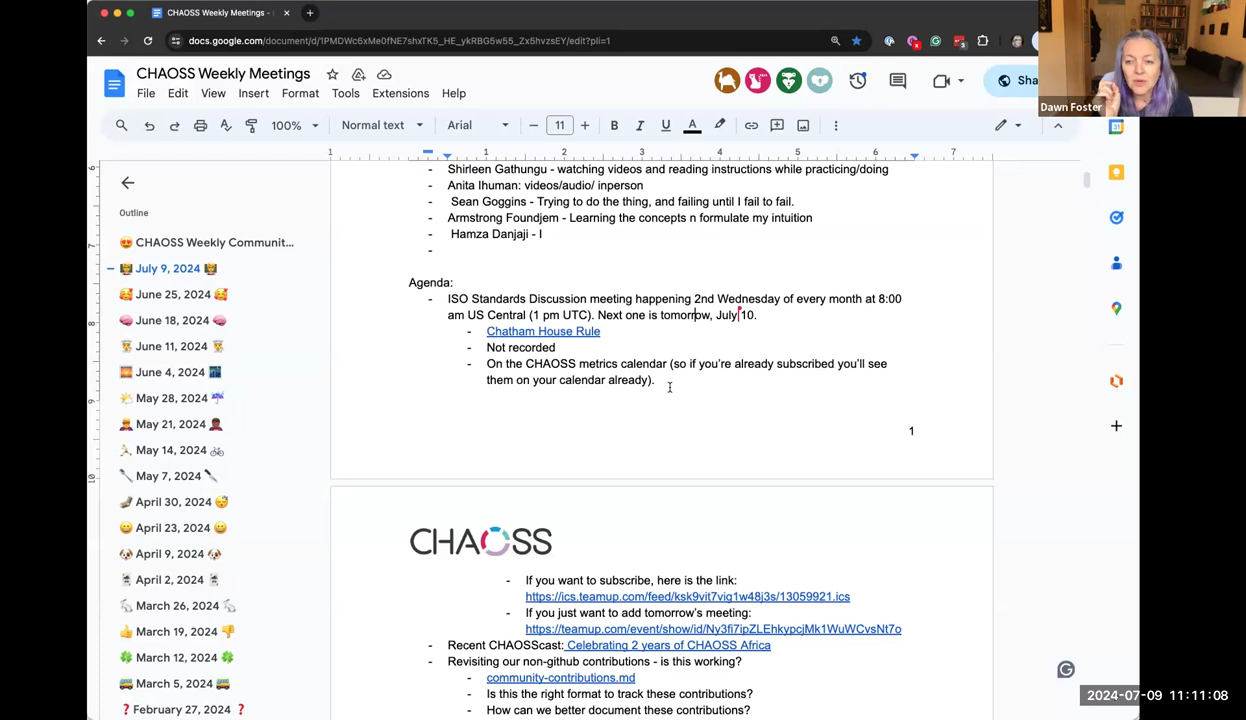 CHAOSS Weekly Meetings -
docs.google.com/document/d/1PMDWc6xMe0fNE7shxTK5_HE_ykRBG5w55_Zx5hvzsEY/edit?pli=1
CHAOSS Weekly Meetings
File Edit View Insert Format Tools Extensions Help
Sha
Dawn Foster
100% Normal text Arial 11 B I U A
1 1 2 3 4 5 6 7
Outline
CHAOSS Weekly Communit...
July 9, 2024
June 25, 2024
June 18, 2024
June 11, 2024
June 4, 2024
May 28, 2024
May 21, 2024
May 14, 2024
May 7, 2024
April 30, 2024
April 23, 2024
April 9, 2024
April 2, 2024
March 26, 2024
March 19, 2024
March 12, 2024
March 5, 2024
February 27, 2024
- Shirleen Gathungu - watching videos and reading instructions while practicing/doing
- Anita Ihuman: videos/audio/ inperson
- Sean Goggins - Trying to do the thing, and failing until I fail to fail.
- Armstrong Foundjem - Learning the concepts n formulate my intuition
- Hamza Danjaji - I
-
Agenda:
- ISO Standards Discussion meeting happening 2nd Wednesday of every month at 8:00
am US Central (1 pm UTC). Next one is tomorrow, July 10.
- Chatham House Rule
- Not recorded
- On the CHAOSS metrics calendar (so if you're already subscribed you'll see
them on your calendar already).
1
CHAOSS
- If you want to subscribe, here is the link:
https://ics.teamup.com/feed/ksk9vit7vig1w48j3s/13059921.ics
- If you just want to add tomorrow's meeting:
https://teamup.com/event/show/id/Ny3fi7ipZLEhkypcjMk1WuWCvsNt7o
- Recent CHAOSScast: Celebrating 2 years of CHAOSS Africa
- Revisiting our non-github contributions - is this working?
- community-contributions.md
- Is this the right format to track these contributions?
- How can we better document these contributions?
2024-07-09 11:11:08